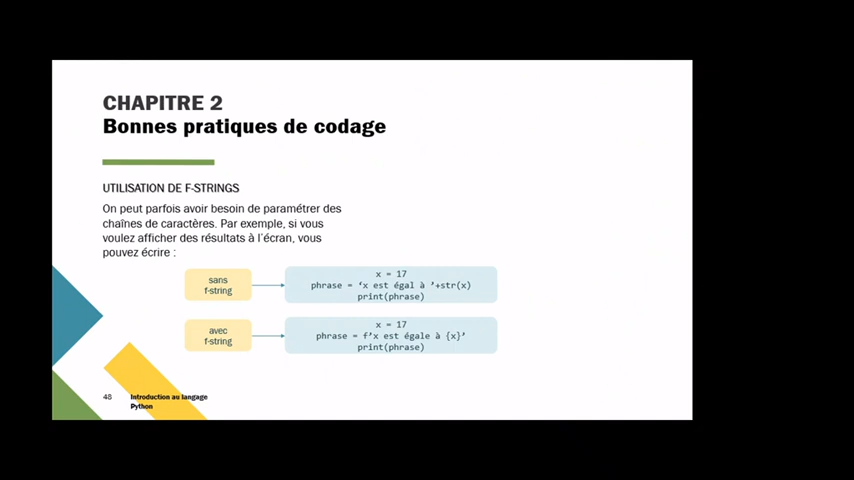 CHAPITRE 2
Bonnes pratiques de codage
UTILISATION DE F-STRINGS
On peut parfois avoir besoin de paramétrer des
chaînes de caractères. Par exemple, si vous
voulez afficher des résultats à l'écran, vous
pouvez écrire :
sans
f-string
x = 17
phrase = ‘x est égal à ’+str(x)
print(phrase)
avec
f-string
x = 17
phrase = f’x est égale à {x}’
print(phrase)
48
Introduction au langage
Python